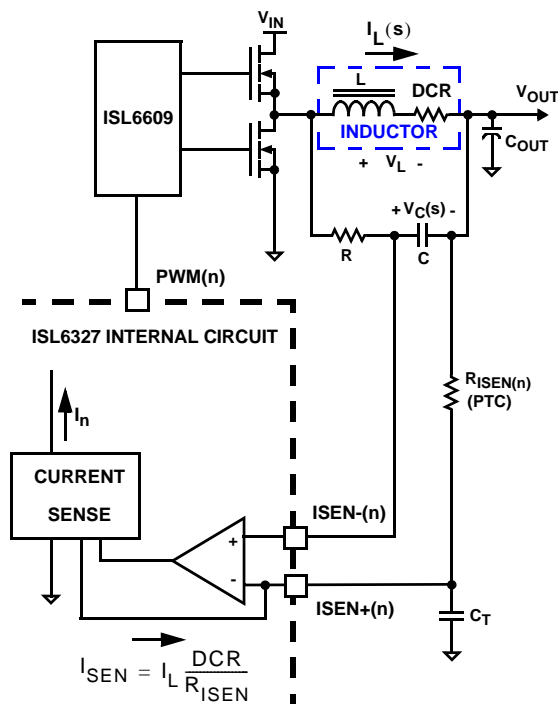 V_IN
I_L(s)
ISL6609
L
DCR
V_OUT
INDUCTOR
C_OUT
+ V_L -
+ V_C(s) -
R
C
PWM(n)
ISL6327 INTERNAL CIRCUIT
R_ISEN(n)
(PTC)
I_n
CURRENT
SENSE
ISEN-(n)
+
-
ISEN+(n)
C_T
I_SEN = I_L DCR/R_ISEN